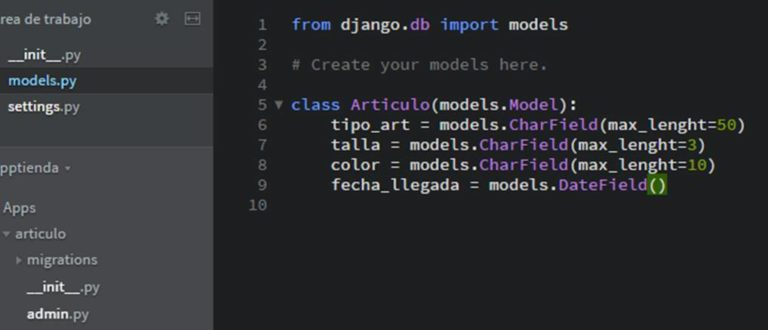 rea de trabajo
__init__.py
models.py
settings.py
pptienda
Apps
articulo
migrations
__init__.py
admin.py
1 from django.db import models
2
3 # Create your models here.
4
5 class Articulo(models.Model):
6 tipo_art = models.CharField(max_lenght=50)
7 talla = models.CharField(max_lenght=3)
8 color = models.CharField(max_lenght=10)
9 fecha_llegada = models.DateField()
10